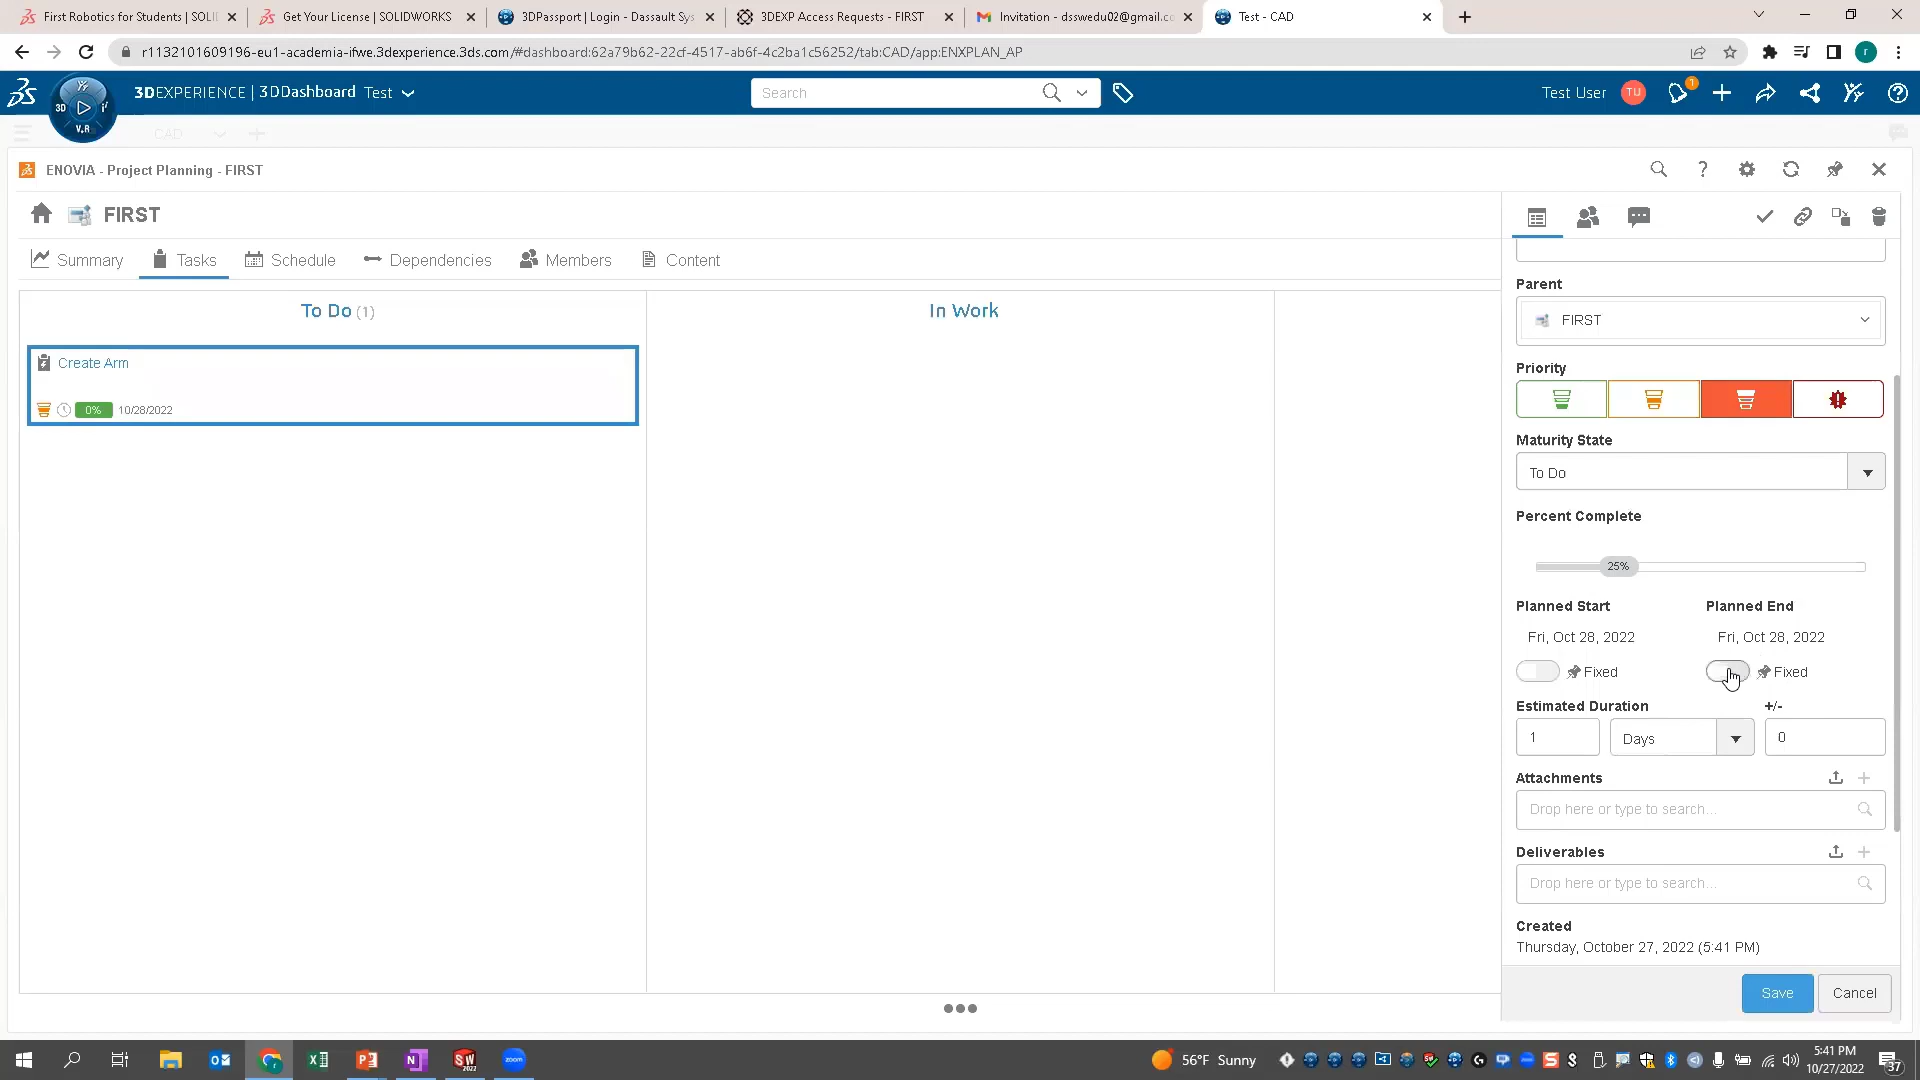 First Robotics for Students | SOLI
Get Your License | SOLIDWORKS
3DPassport | Login - Dassault Sys
3DEXP Access Requests - FIRST
Invitation - dsswedu02@gmail.co
Test - CAD
r1132101609196-eu1-academia-ifwe.3dexperience.3ds.com/#dashboard:62a79b62-22cf-4517-ab6f-4c2ba1c56252/tab:CAD/app:ENXPLAN_AP
r
3DEXPERIENCE | 3DDashboard Test
Search
Test User
TU
1
3D
V.R
CAD
ENOVIA - Project Planning - FIRST
FIRST
Summary
Tasks
Schedule
Dependencies
Members
Content
To Do (1)
In Work
Create Arm
0%
10/28/2022
Parent
FIRST
Priority
Maturity State
To Do
Percent Complete
25%
Planned Start
Planned End
Fri, Oct 28, 2022
Fri, Oct 28, 2022
Fixed
Fixed
Estimated Duration
+/-
1
Days
0
Attachments
Drop here or type to search...
Deliverables
Drop here or type to search...
Created
Thursday, October 27, 2022 (5:41 PM)
Save
Cancel
56°F Sunny
5:41 PM
10/27/2022
37